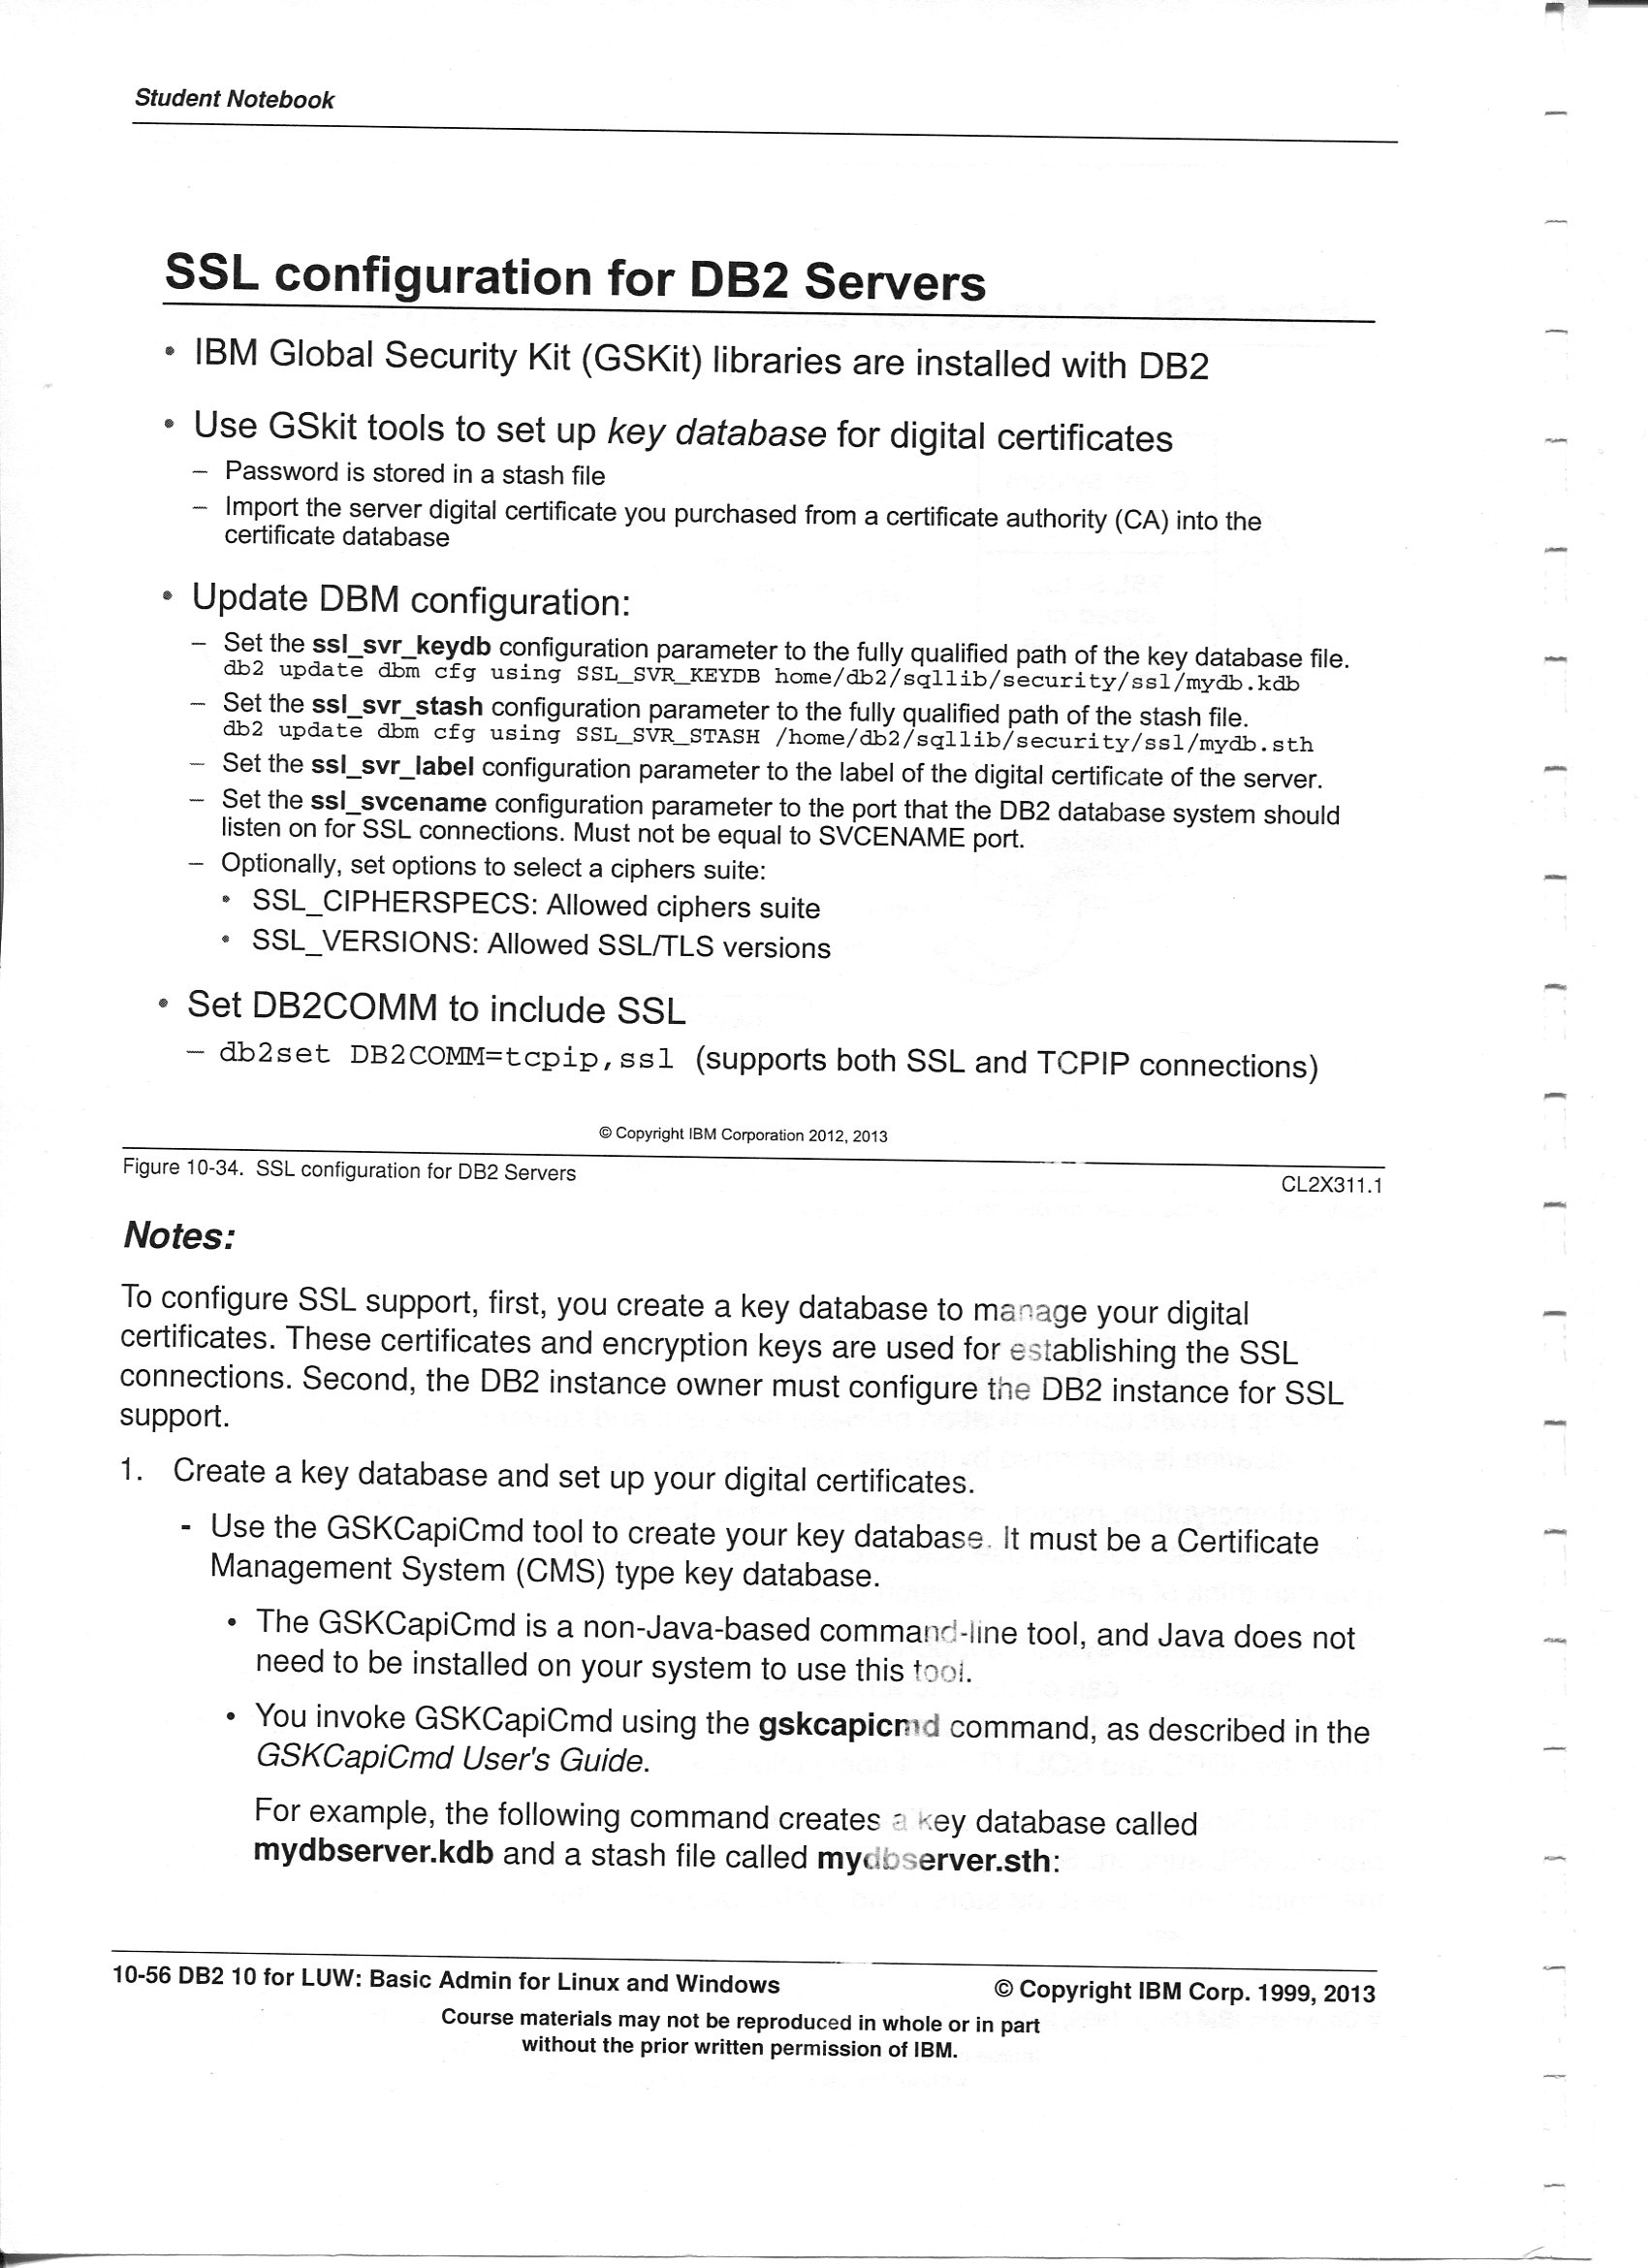 Student Notebook
SSL configuration for DB2 Servers
• IBM Global Security Kit (GSKit) libraries are installed with DB2
• Use GSkit tools to set up key database for digital certificates
– Password is stored in a stash file
– Import the server digital certificate you purchased from a certificate authority (CA) into the
certificate database
• Update DBM configuration:
– Set the ssl_svr_keydb configuration parameter to the fully qualified path of the key database file.
db2 update dbm cfg using SSL_SVR_KEYDB home/db2/sqllib/security/ssl/mydb.kdb
– Set the ssl_svr_stash configuration parameter to the fully qualified path of the stash file.
db2 update dbm cfg using SSL_SVR_STASH /home/db2/sqllib/security/ssl/mydb.sth
– Set the ssl_svr_label configuration parameter to the label of the digital certificate of the server.
– Set the ssl_svcename configuration parameter to the port that the DB2 database system should
listen on for SSL connections. Must not be equal to SVCENAME port.
– Optionally, set options to select a ciphers suite:
• SSL_CIPHERSPECS: Allowed ciphers suite
• SSL_VERSIONS: Allowed SSL/TLS versions
• Set DB2COMM to include SSL
– db2set DB2COMM=tcpip,ssl (supports both SSL and TCPIP connections)
© Copyright IBM Corporation 2012, 2013
Figure 10-34. SSL configuration for DB2 Servers
CL2X311.1
Notes:
To configure SSL support, first, you create a key database to manage your digital
certificates. These certificates and encryption keys are used for establishing the SSL
connections. Second, the DB2 instance owner must configure the DB2 instance for SSL
support.
1. Create a key database and set up your digital certificates.
- Use the GSKCapiCmd tool to create your key database. It must be a Certificate
Management System (CMS) type key database.
• The GSKCapiCmd is a non-Java-based command-line tool, and Java does not
need to be installed on your system to use this tool.
• You invoke GSKCapiCmd using the gskcapicmd command, as described in the
GSKCapiCmd User's Guide.
For example, the following command creates a key database called
mydbserver.kdb and a stash file called mydbserver.sth:
10-56 DB2 10 for LUW: Basic Admin for Linux and Windows
© Copyright IBM Corp. 1999, 2013
Course materials may not be reproduced in whole or in part
without the prior written permission of IBM.